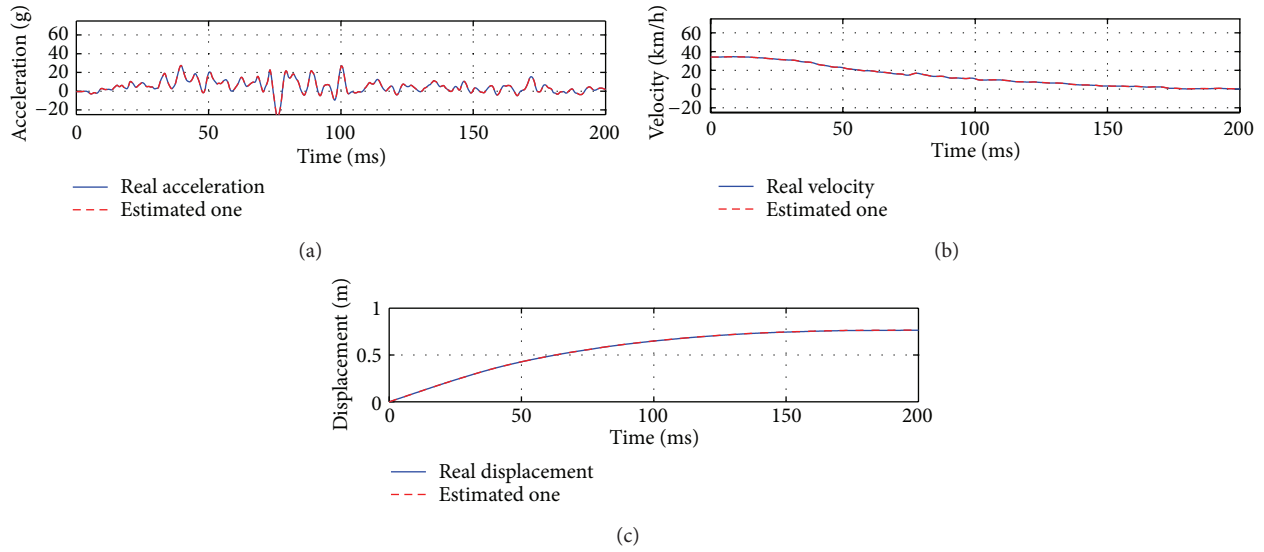 Acceleration (g)
60
40
20
0
−20
0
50
100
150
200
Time (ms)
Real acceleration
Estimated one
(a)
Velocity (km/h)
60
40
20
0
−20
0
50
100
150
200
Time (ms)
Real velocity
Estimated one
(b)
Displacement (m)
1
0.5
0
0
50
100
150
200
Time (ms)
Real displacement
Estimated one
(c)